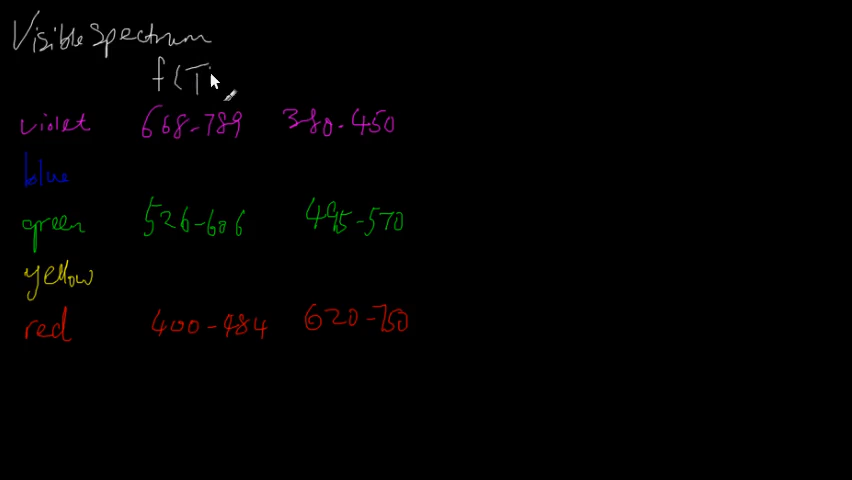 Visible Spectrum
f (T
violet 668-789 380-450
blue
green 526-606 495-570
yellow
red 400-484 620-750